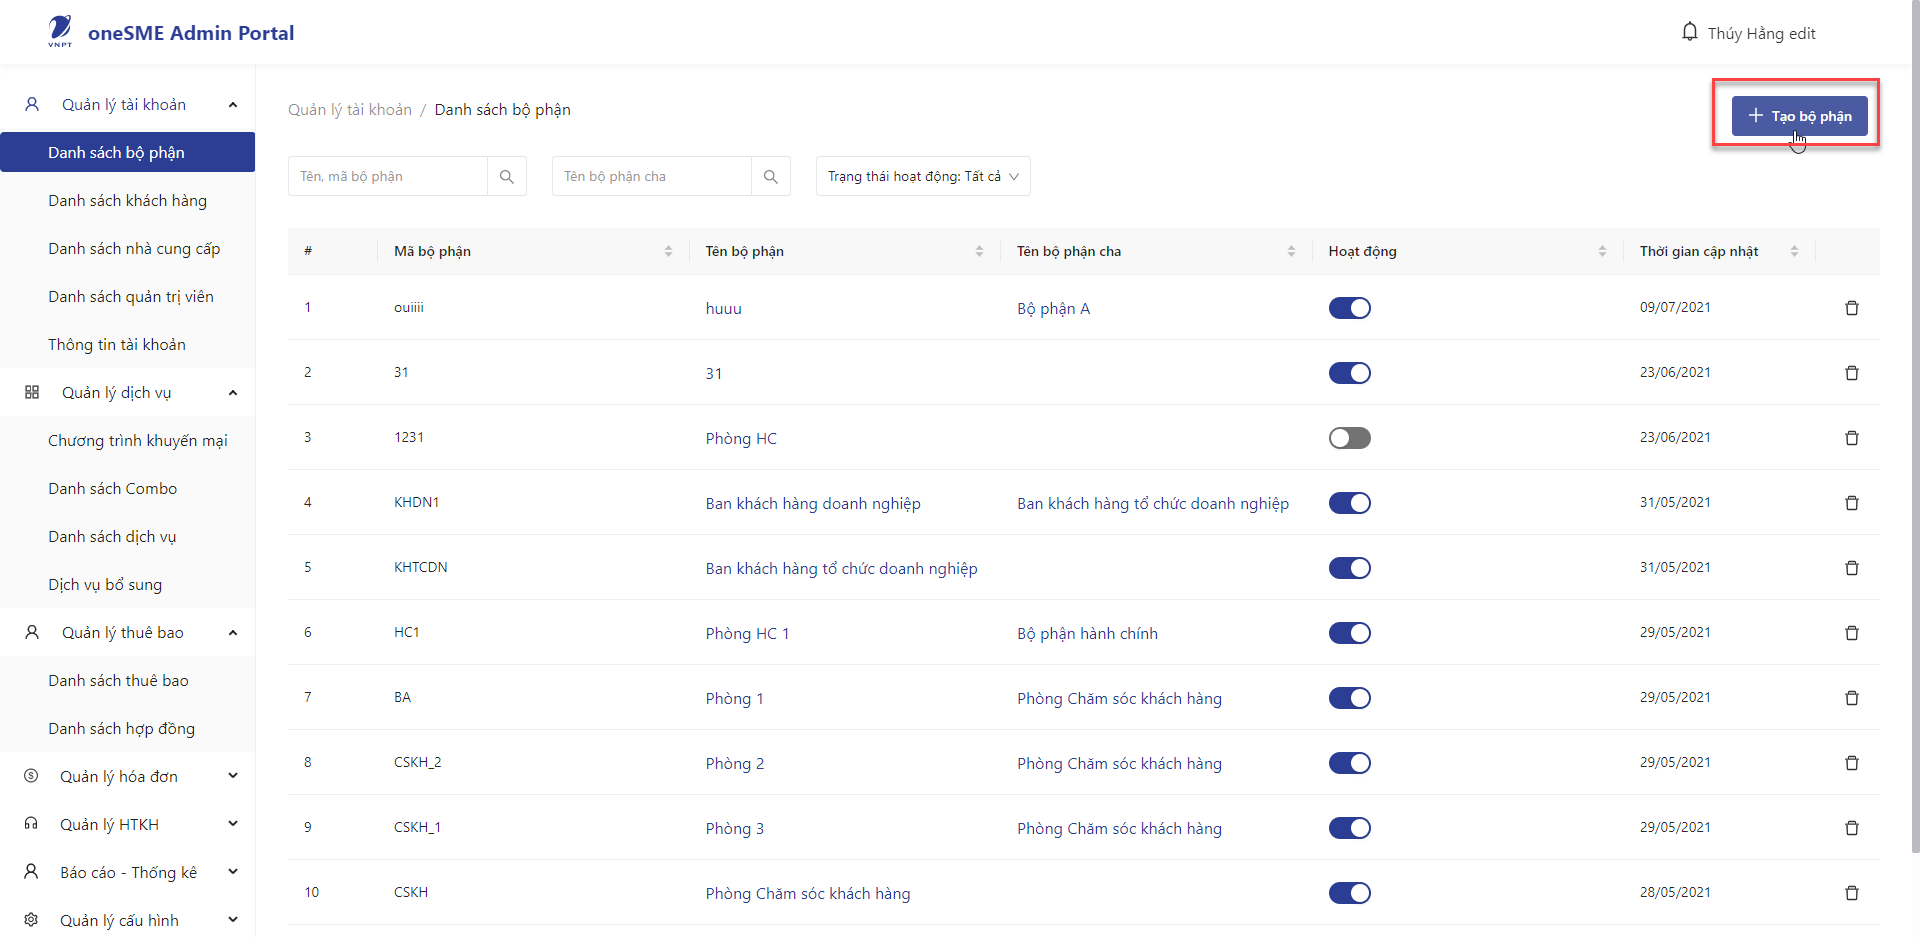 VNPT
oneSME Admin Portal
Thúy Hằng edit
Quản lý tài khoản
Danh sách bộ phận
Danh sách khách hàng
Danh sách nhà cung cấp
Danh sách quản trị viên
Thông tin tài khoản
Quản lý dịch vụ
Chương trình khuyến mại
Danh sách Combo
Danh sách dịch vụ
Dịch vụ bổ sung
Quản lý thuê bao
Danh sách thuê bao
Danh sách hợp đồng
Quản lý hóa đơn
Quản lý HTKH
Báo cáo - Thống kê
Quản lý cấu hình
Quản lý tài khoản / Danh sách bộ phận
Tạo bộ phận
Tên, mã bộ phận Tên bộ phận cha Trạng thái hoạt động: Tất cả
# Mã bộ phận Tên bộ phận Tên bộ phận cha Hoạt động Thời gian cập nhật
1 ouiiii huuu Bộ phận A 09/07/2021
2 31 31 23/06/2021
3 1231 Phòng HC 23/06/2021
4 KHDN1 Ban khách hàng doanh nghiệp Ban khách hàng tổ chức doanh nghiệp 31/05/2021
5 KHTCDN Ban khách hàng tổ chức doanh nghiệp 31/05/2021
6 HC1 Phòng HC 1 Bộ phận hành chính 29/05/2021
7 BA Phòng 1 Phòng Chăm sóc khách hàng 29/05/2021
8 CSKH_2 Phòng 2 Phòng Chăm sóc khách hàng 29/05/2021
9 CSKH_1 Phòng 3 Phòng Chăm sóc khách hàng 29/05/2021
10 CSKH Phòng Chăm sóc khách hàng 28/05/2021